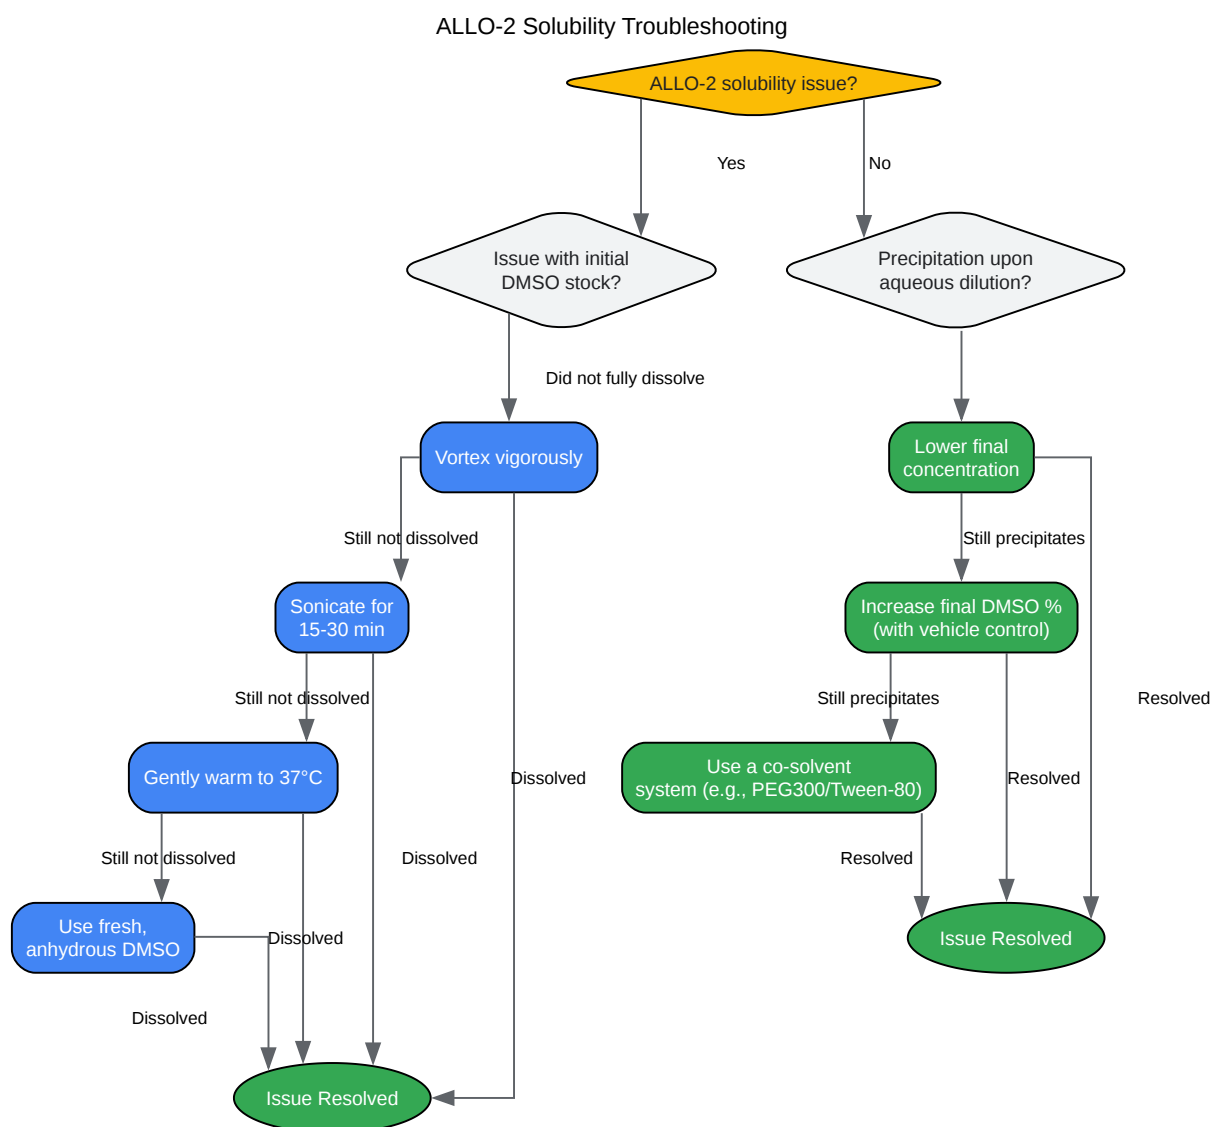 ALLO-2 Solubility Troubleshooting
ALLO-2 solubility issue?
Yes
No
Issue with initial
DMSO stock?
Precipitation upon
aqueous dilution?
Did not fully dissolve
Vortex vigorously
Lower final
concentration
Still not dissolved
Still precipitates
Sonicate for
15-30 min
Increase final DMSO %
(with vehicle control)
Still not dissolved
Still precipitates
Resolved
Gently warm to 37°C
Dissolved
Use a co-solvent
system (e.g., PEG300/Tween-80)
Resolved
Still not dissolved
Dissolved
Resolved
Use fresh,
anhydrous DMSO
Dissolved
Issue Resolved
Dissolved
Issue Resolved